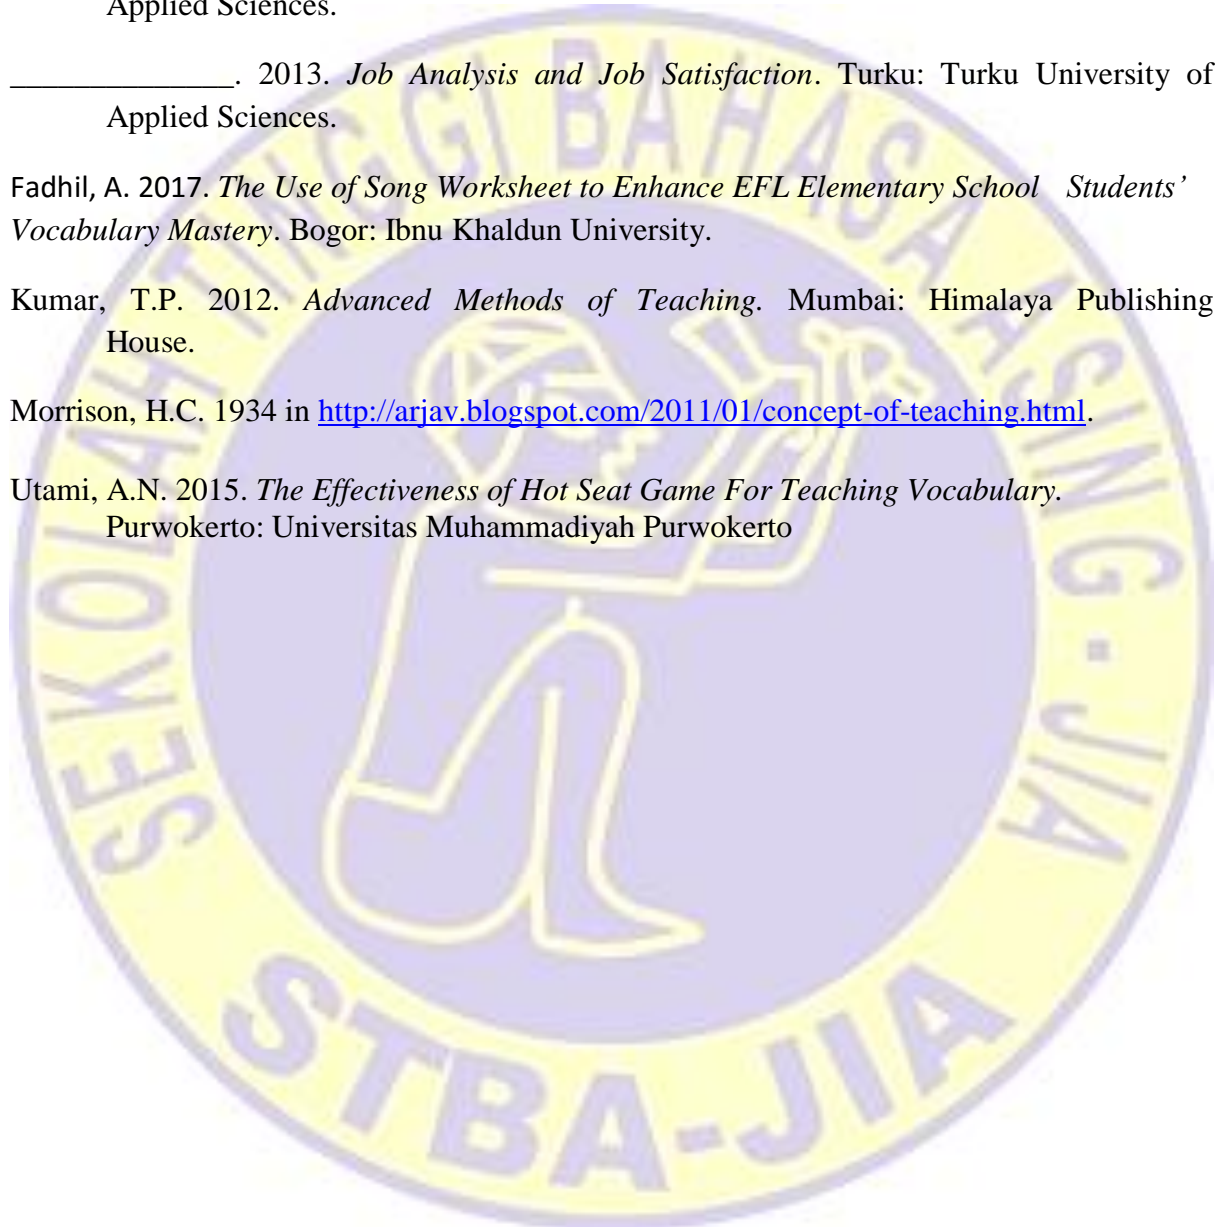 Applied Sciences.
______________. 2013. Job Analysis and Job Satisfaction. Turku: Turku University of
Applied Sciences.
Fadhil, A. 2017. The Use of Song Worksheet to Enhance EFL Elementary School Students’
Vocabulary Mastery. Bogor: Ibnu Khaldun University.
Kumar, T.P. 2012. Advanced Methods of Teaching. Mumbai: Himalaya Publishing
House.
Morrison, H.C. 1934 in http://arjav.blogspot.com/2011/01/concept-of-teaching.html.
Utami, A.N. 2015. The Effectiveness of Hot Seat Game For Teaching Vocabulary.
Purwokerto: Universitas Muhammadiyah Purwokerto
SEKOLAH TINGGI BAHASA ASING - JIA
STBA-JIA